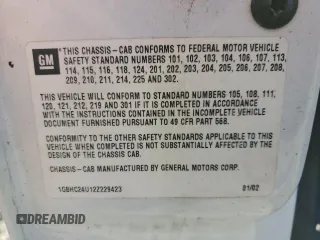 GM
*THIS CHASSIS - CAB CONFORMS TO FEDERAL MOTOR VEHICLE
SAFETY STANDARD NUMBERS 101, 102, 103, 104, 106, 107, 113,
114, 115, 116, 118, 124, 201, 202, 203, 204, 205, 206, 207, 208,
209, 210, 211, 214, 225 AND 302.
THIS VEHICLE WILL CONFORM TO STANDARD NUMBERS 105, 108, 111,
120, 121, 212, 219 AND 301 IF IT IS COMPLETED IN ACCORDANCE
WITH THE INSTRUCTIONS CONTAINED IN THE INCOMPLETE VEHICLE
DOCUMENT FURNISHED PURSUANT TO 49 CFR PART 568.
CONFORMITY TO THE OTHER SAFETY STANDARDS APPLICABLE TO THIS
VEHICLE WHEN COMPLETED IS NOT SUBSTANTIALLY AFFECTED BY THE
DESIGN OF THE CHASSIS CAB.
CHASSIS - CAB MANUFACTURED BY GENERAL MOTORS CORP.
1GBHC24U12Z229423 01/02
DREAMBID